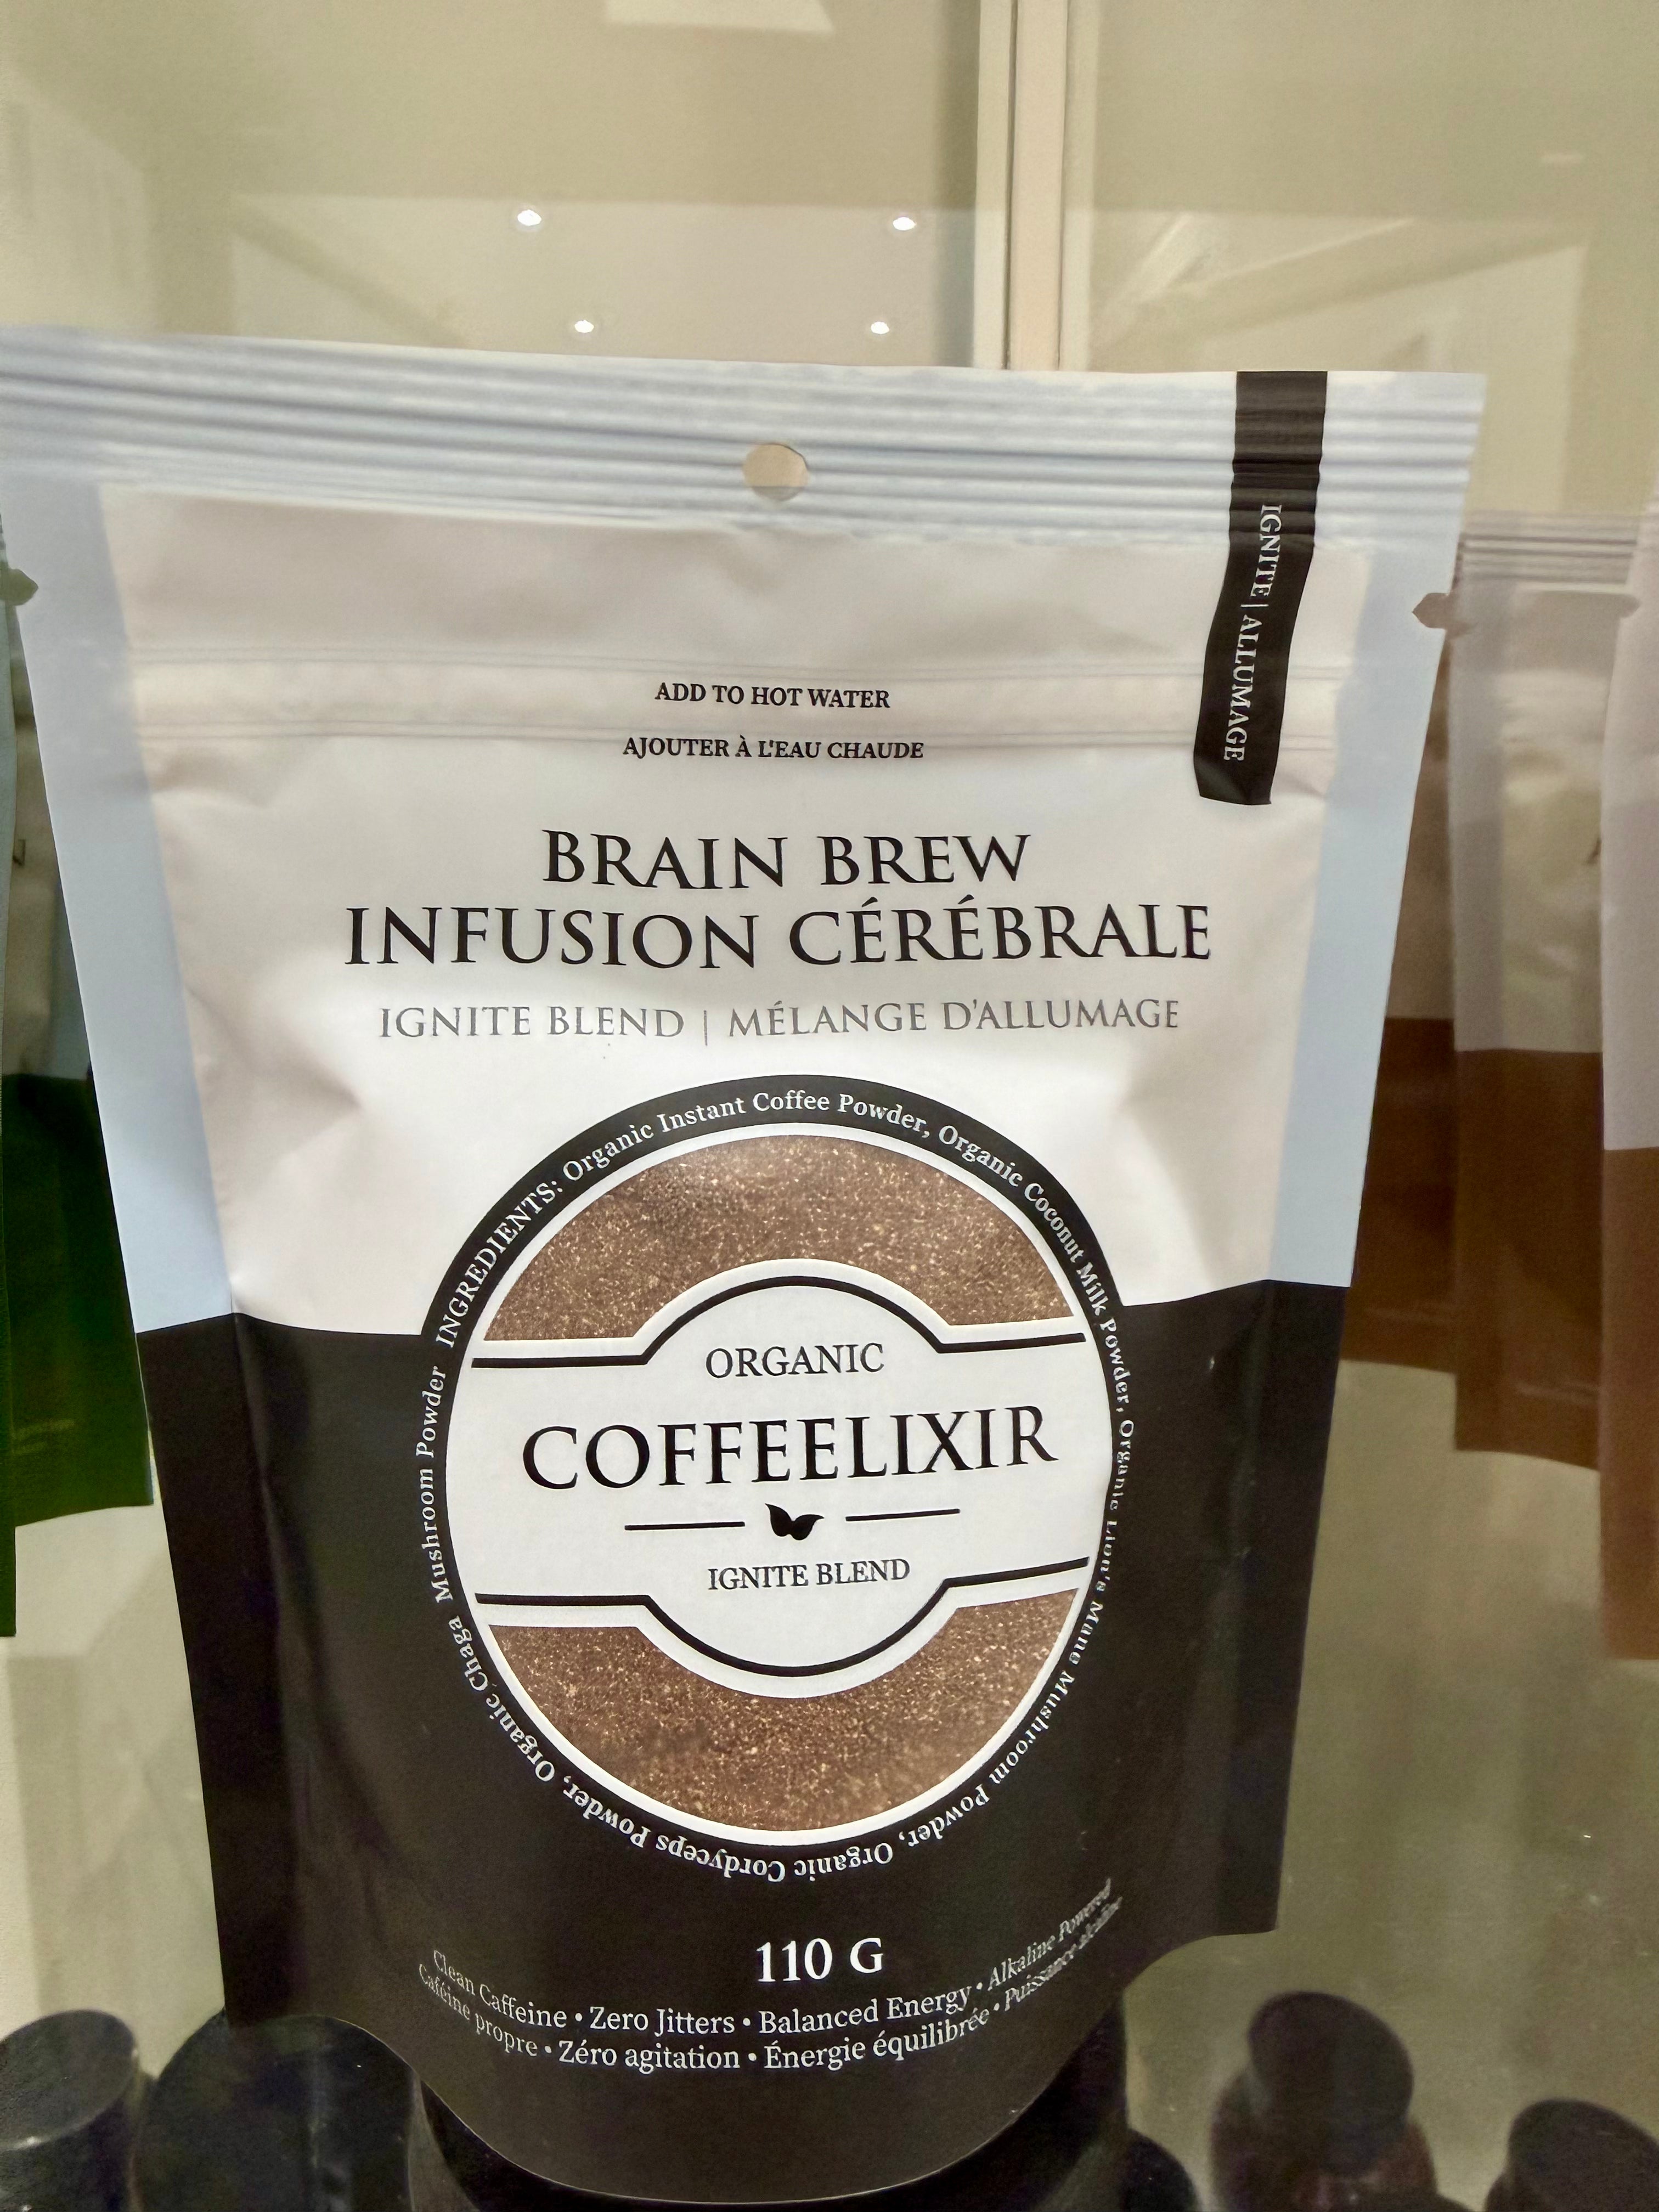 IGNITE | ALLUMAGE
ADD TO HOT WATER
AJOUTER À L'EAU CHAUDE
BRAIN BREW
INFUSION CÉRÉBRALE
IGNITE BLEND | MÉLANGE D'ALLUMAGE
INGREDIENTS: Organic Instant Coffee Powder, Organic Coconut Milk Powder, Organic Lion's Mane Mushroom Powder, Organic Cordyceps Powder, Organic Chaga Mushroom Powder
ORGANIC
COFFEELIXIR
IGNITE BLEND
110 G
Clean Caffeine • Zero Jitters • Balanced Energy • Alkaline Powered
Caféine propre • Zéro agitation • Énergie équilibrée • Puissance alcaline